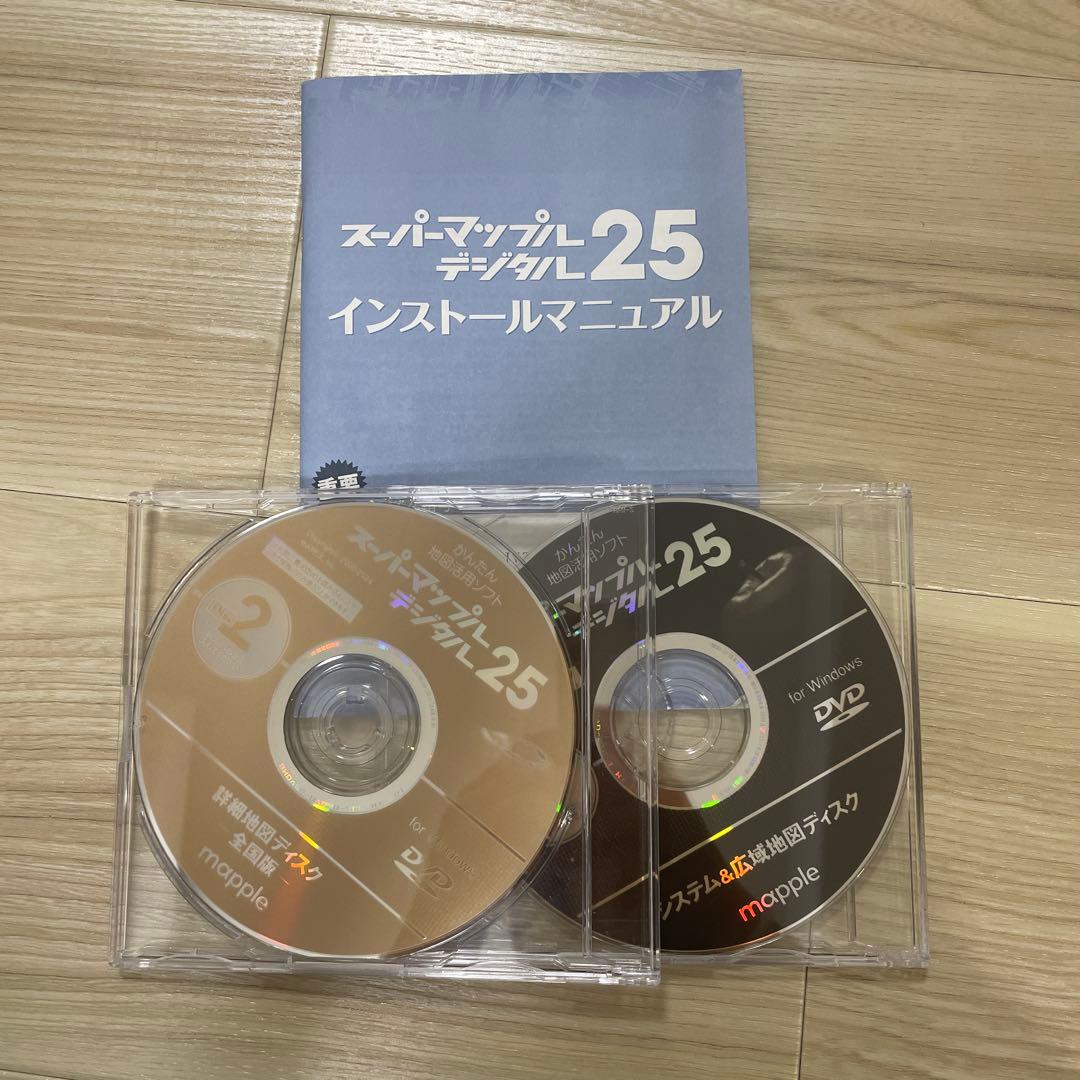 スーパーマップル
デジタル25
インストールマニュアル
重要
かんたん
地図活用ソフト
スーパーマップル
デジタル25
2
詳細地図ディスク
全国版
mapple
for Windows
DVD
かんたん
地図活用ソフト
ーマップル
デジタル25
for Windows
DVD
システム&広域地図ディスク
mapple